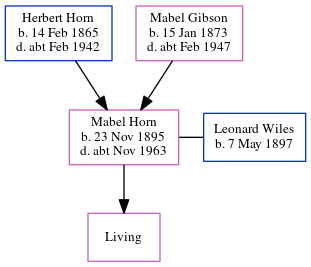 Herbert Horn
b. 14 Feb 1865
d. abt Feb 1942
Mabel Gibson
b. 15 Jan 1873
d. abt Feb 1947
Mabel Horn
b. 23 Nov 1895
d. abt Nov 1963
Leonard Wiles
b. 7 May 1897
Living